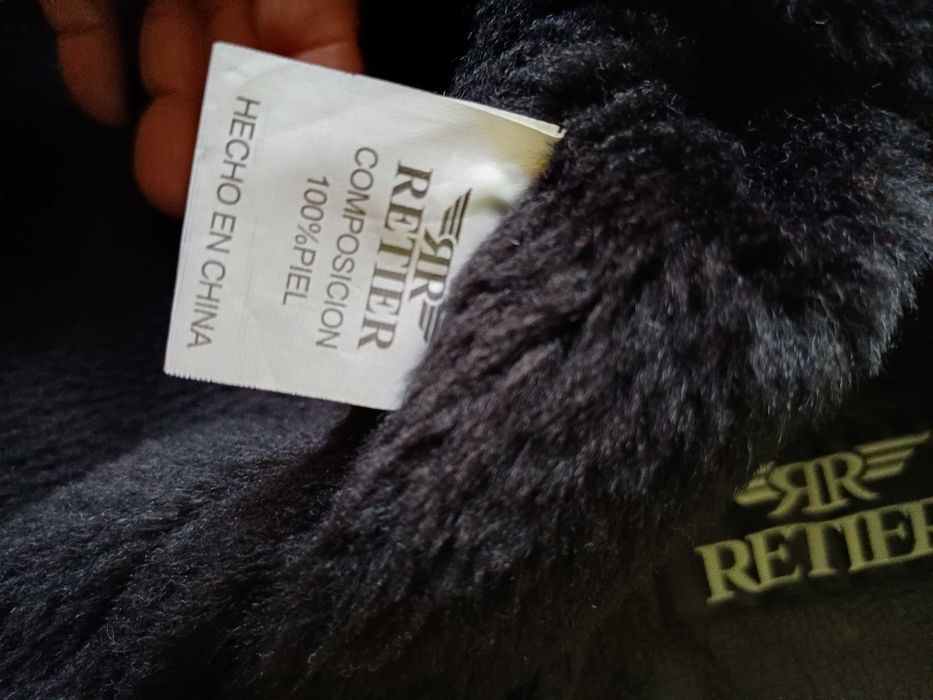 RR
RETIER
COMPOSICION
100%PIEL
HECHO EN CHINA
RR
RETIER